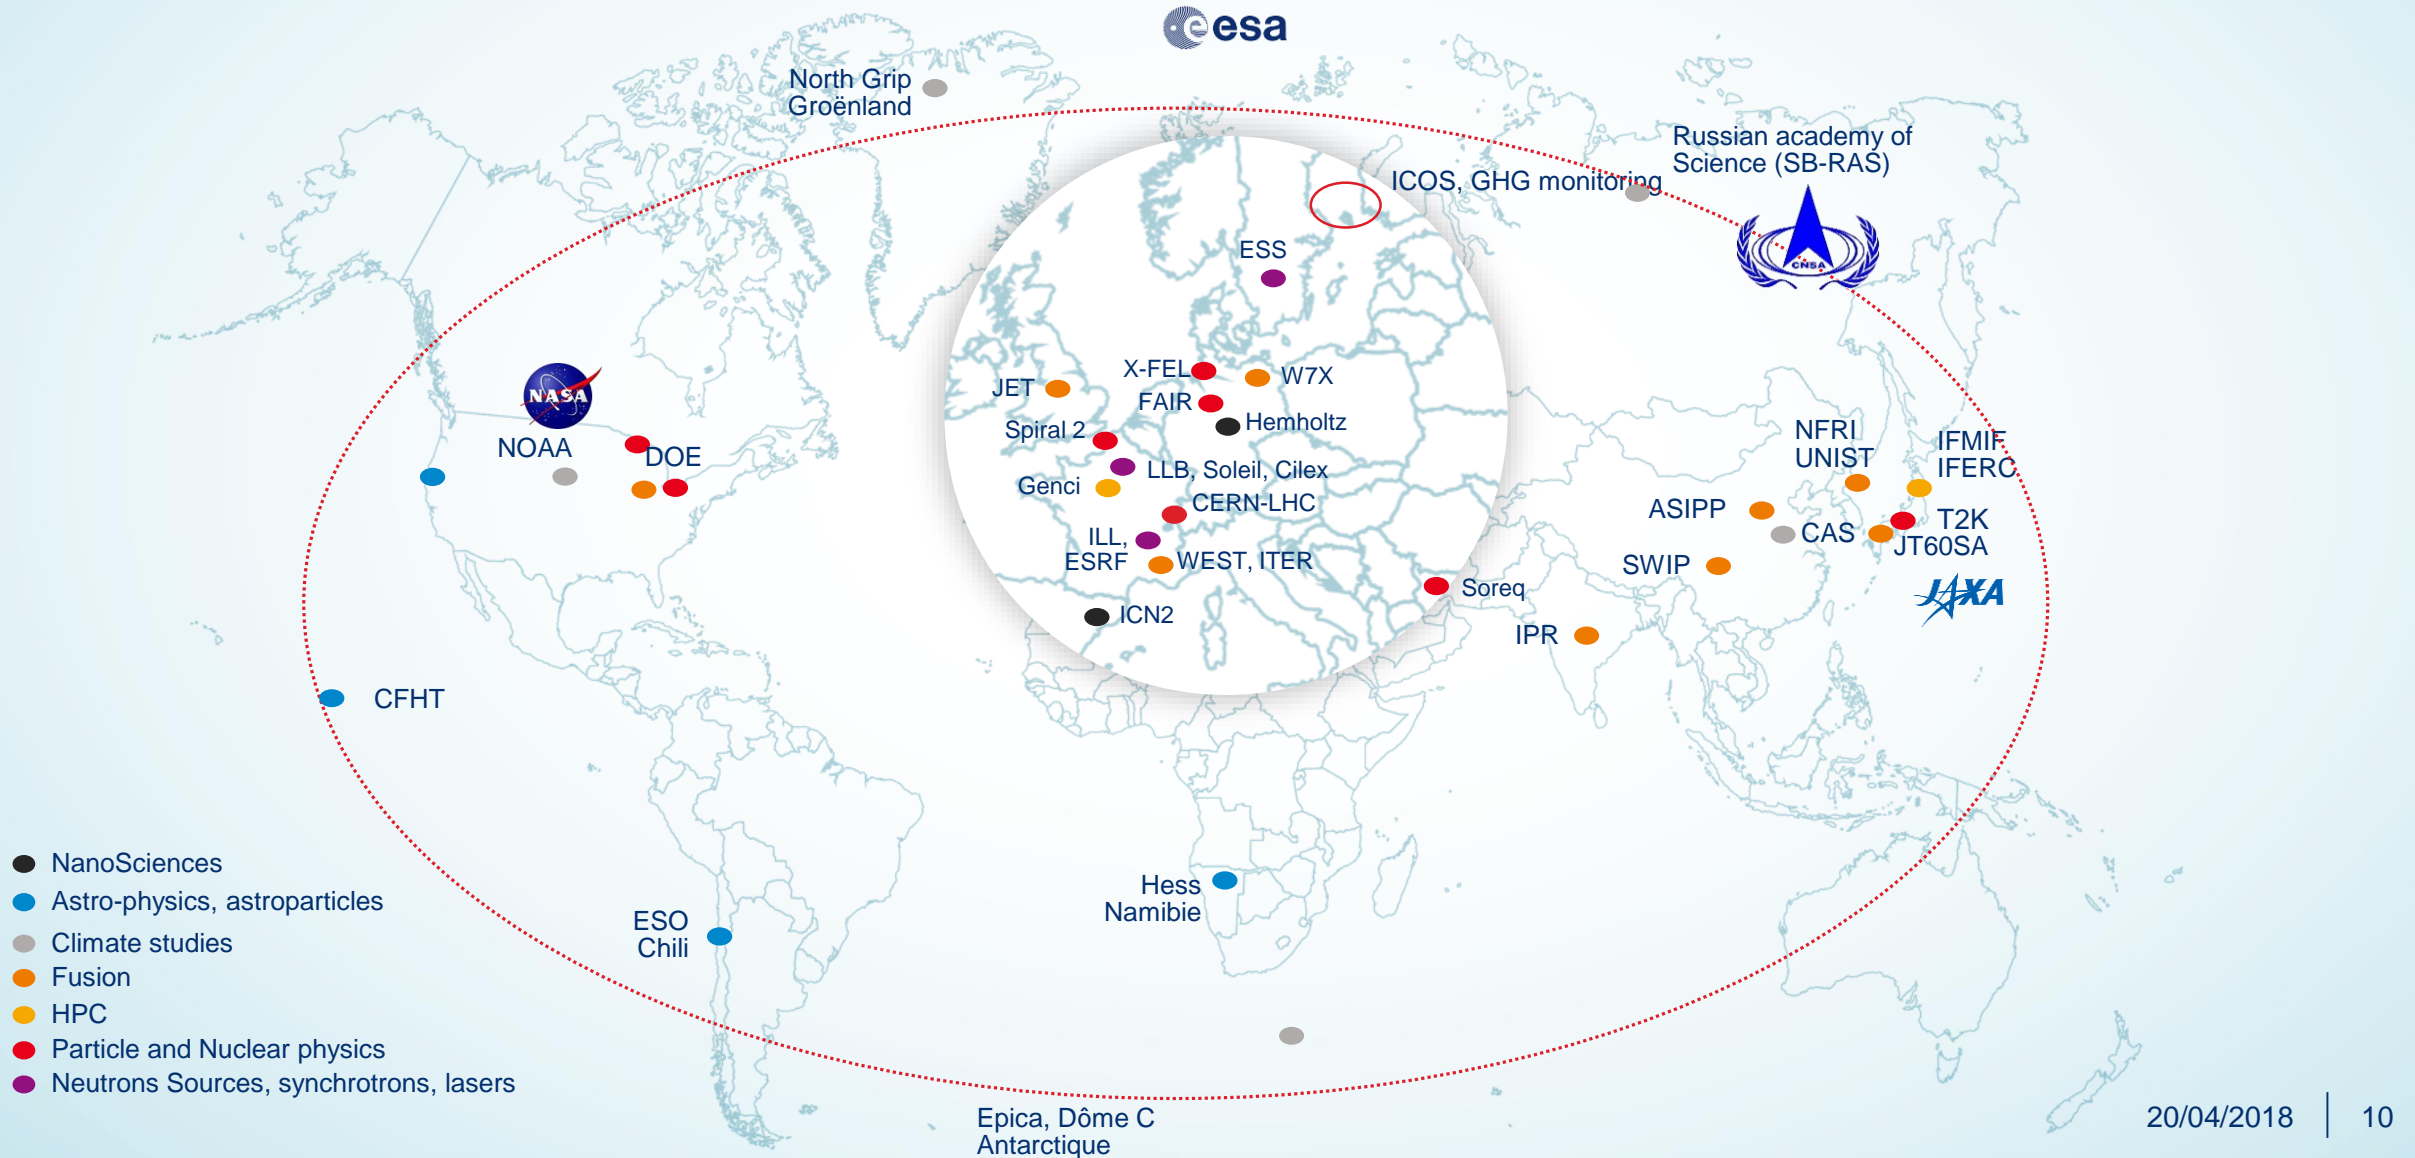 esa
North Grip
Groënland
Russian academy of
Science (SB-RAS)
ICOS, GHG monitoring
CNSA
ESS
NASA
X-FEL
W7X
JET
FAIR
Hemholtz
Spiral 2
NOAA
DOE
LLB, Soleil, Cilex
Genci
CERN-LHC
ILL,
ESRF
WEST, ITER
ICN2
Soreq
NFRI
UNIST
IFMIF
IFERC
ASIPP
CAS
T2K
JT60SA
SWIP
JAXA
IPR
CFHT
Hess
Namibie
ESO
Chili
NanoSciences
Astro-physics, astroparticles
Climate studies
Fusion
HPC
Particle and Nuclear physics
Neutrons Sources, synchrotrons, lasers
Epica, Dôme C
Antarctique
20/04/2018
10